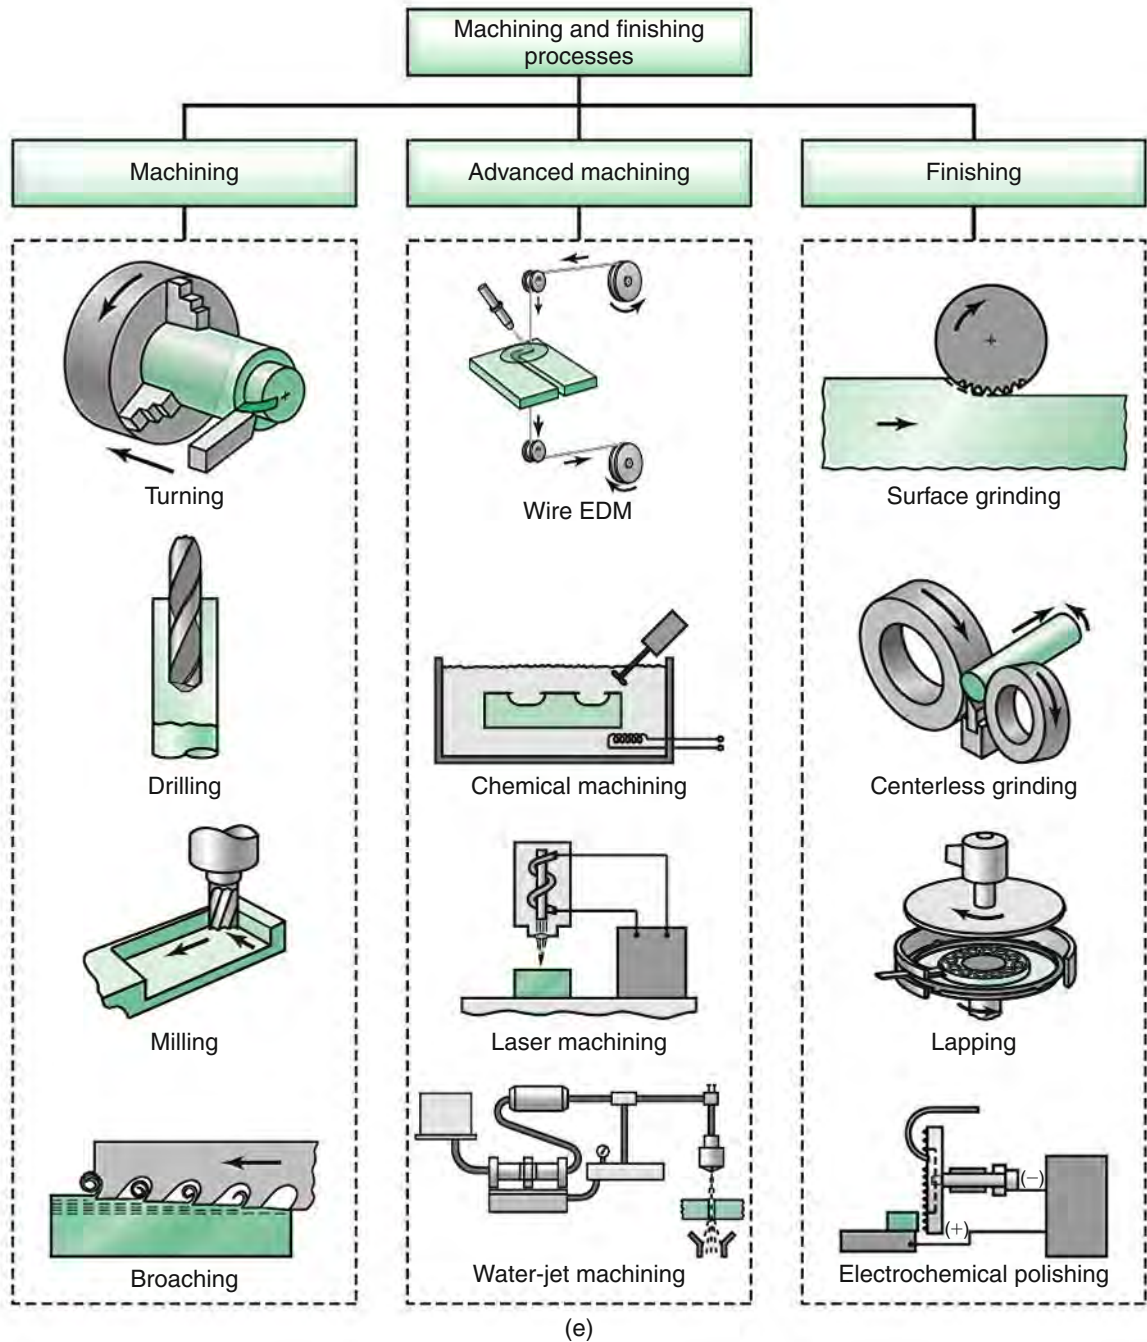 Machining and finishing
processes
Machining
Advanced machining
Finishing
Turning
Drilling
Milling
Broaching
Wire EDM
Chemical machining
Laser machining
Water-jet machining
Surface grinding
Centerless grinding
Lapping
(−)
(+)
Electrochemical polishing
(e)